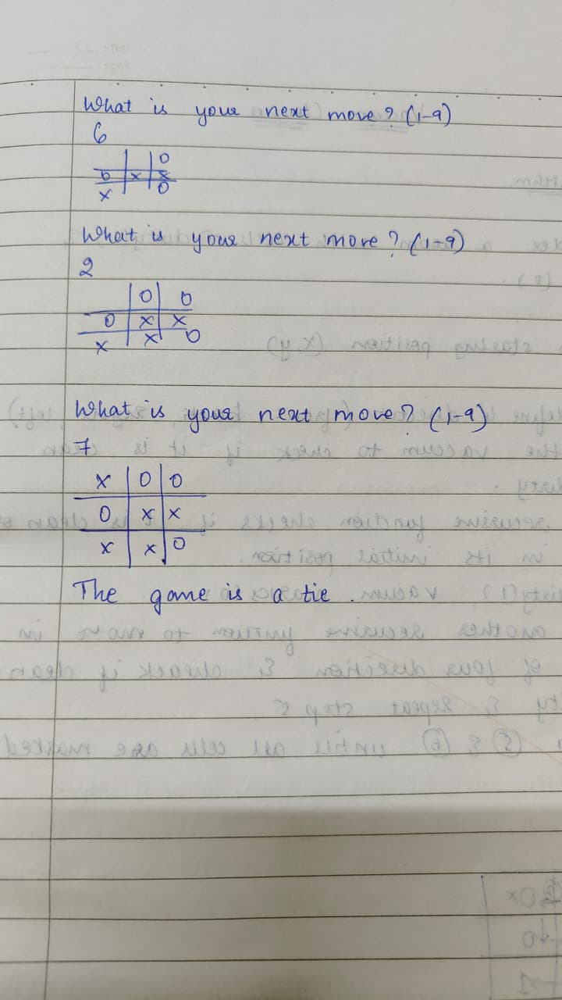 What is your next move? (1-9)
6
| | O
O | X | X
X | | O
What is your next move? (1-9)
2
| O | O
O | X | X
X | X | O
What is your next move? (1-9)
7
X | O | O
O | X | X
X | X | O
The game is a tie.